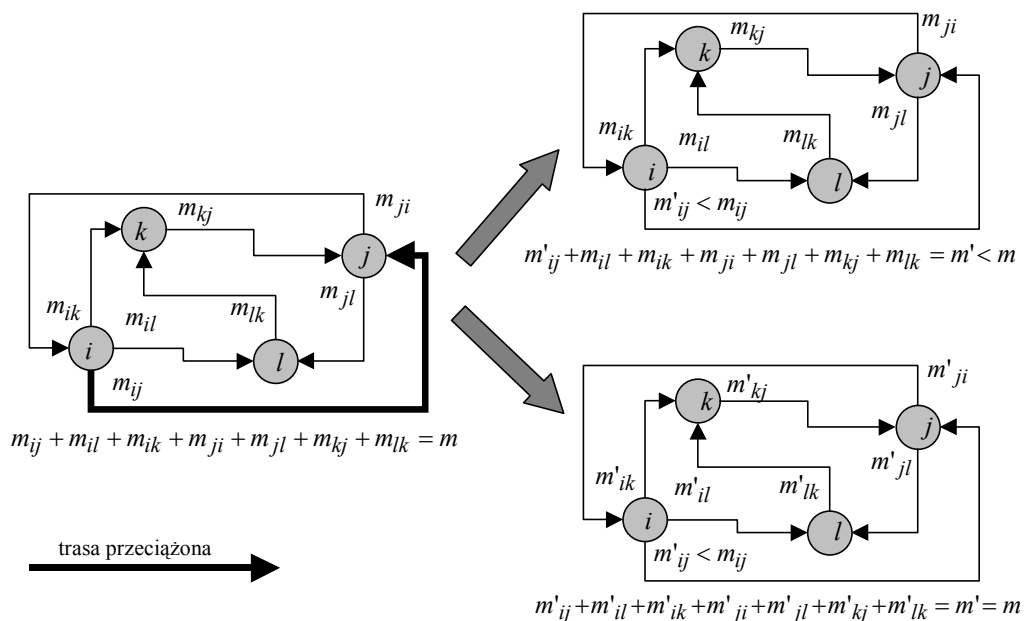 m_ji
m_kj
k
j
m_jl
m_ik
m_il
m_lk
i
l
m'_ij < m_ij
m'_ij + m_il + m_ik + m_ji + m_jl + m_kj + m_lk = m' < m
m_ji
m_kj
k
j
m_jl
m_ik
m_il
m_lk
i
l
m_ij
m_ij + m_il + m_ik + m_ji + m_jl + m_kj + m_lk = m
trasa przeciążona
m'_ji
m'_kj
k
j
m'_jl
m'_ik
m'_il
m'_lk
i
l
m'_ij < m_ij
m'_ij + m'_il + m'_ik + m'_ji + m'_jl + m'_kj + m'_lk = m' = m